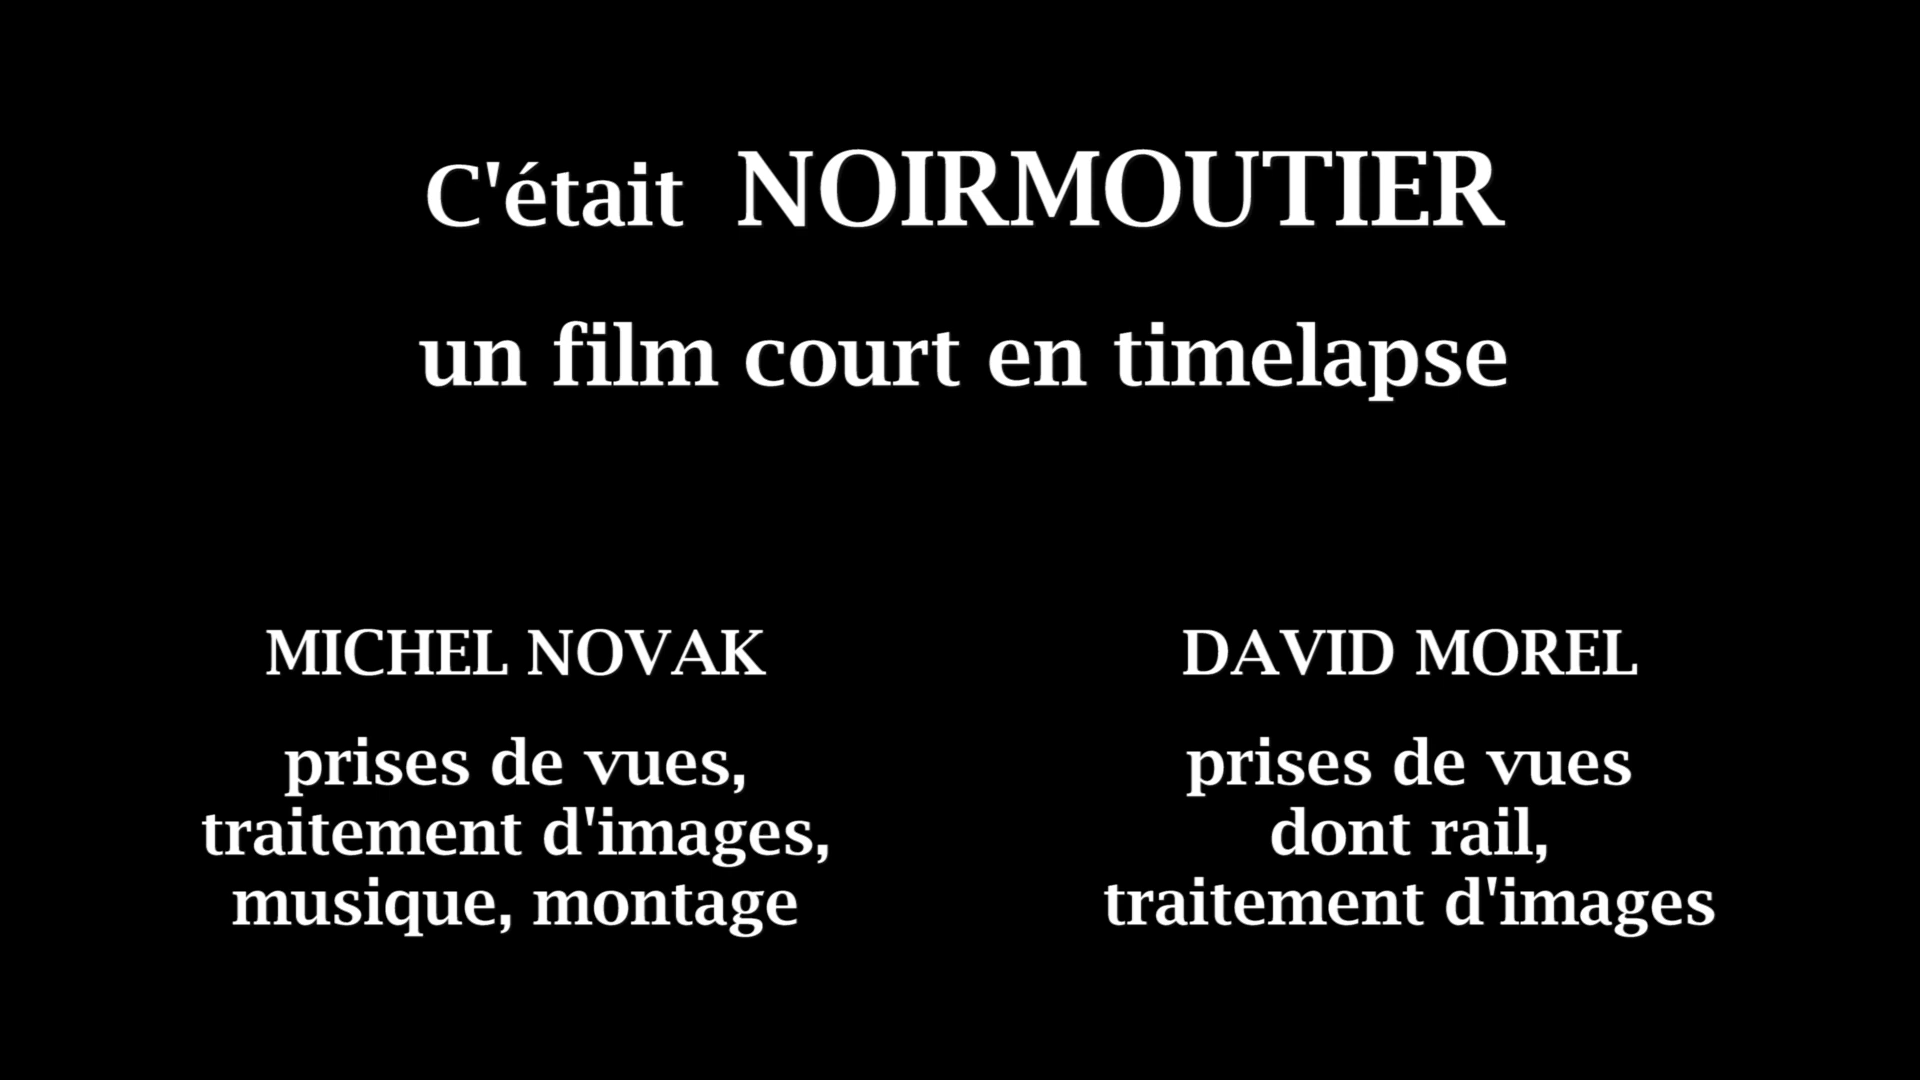 C'était NOIRMOUTIER
un film court en timelapse
MICHEL NOVAK
prises de vues,
traitement d'images,
musique, montage
DAVID MOREL
prises de vues
dont rail,
traitement d'images